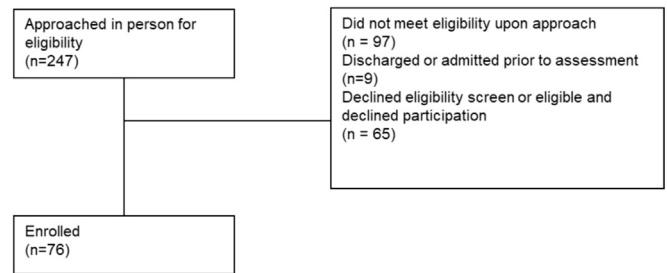 Approached in person for
eligibility
(n=247)
Did not meet eligibility upon approach
(n = 97)
Discharged or admitted prior to assessment
(n=9)
Declined eligibility screen or eligible and
declined participation
(n = 65)
Enrolled
(n=76)